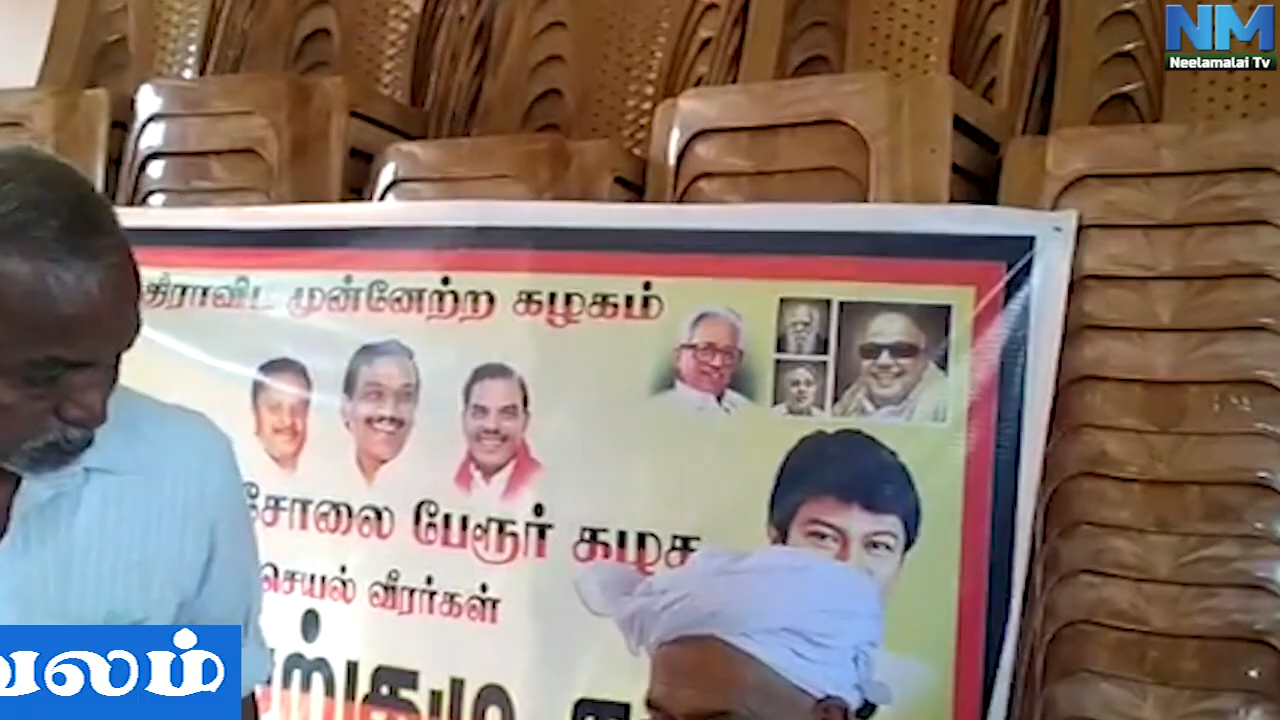 NM
Neelamalai Tv
திராவிட முன்னேற்ற கழகம்
சோலை பேரூர் கழக
செயல் வீரர்கள்
வலம்